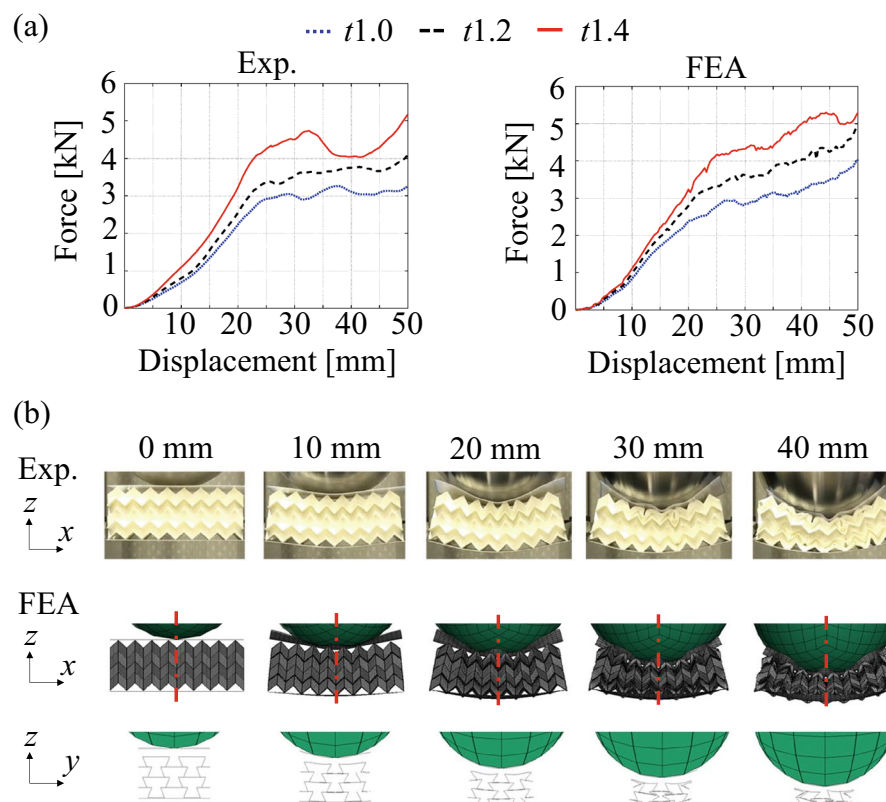 (a)
t1.0 t1.2 t1.4
Exp.
6
5
4
3
2
1
0
Force [kN]
10 20 30 40 50
Displacement [mm]
FEA
6
5
4
3
2
1
0
Force [kN]
10 20 30 40 50
Displacement [mm]
(b)
0 mm 10 mm 20 mm 30 mm 40 mm
Exp.
z
x
FEA
z
x
z
y